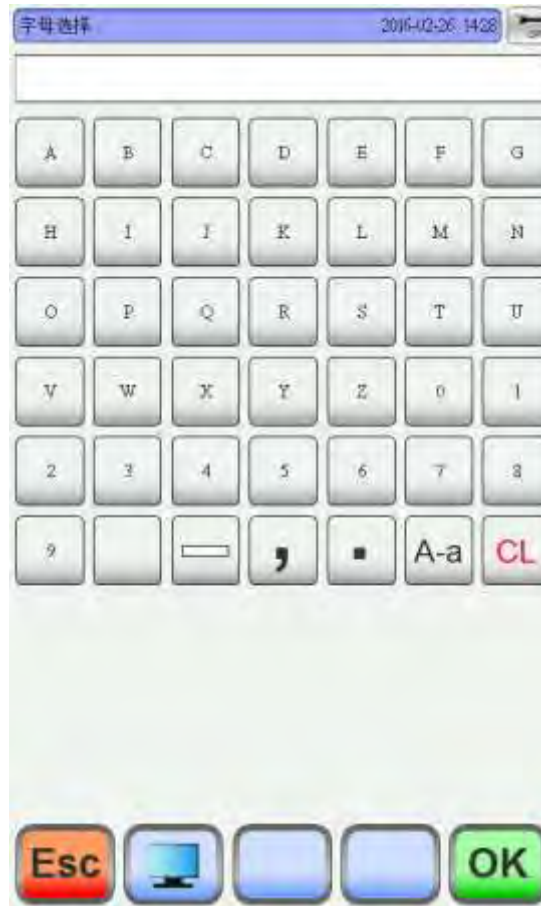 字母选择 2016-02-26 14:28
A B C D E F G
H I J K L M N
O P Q R S T U
V W X Y Z 0 1
2 3 4 5 6 7 8
9 , . A-a CL
Esc OK